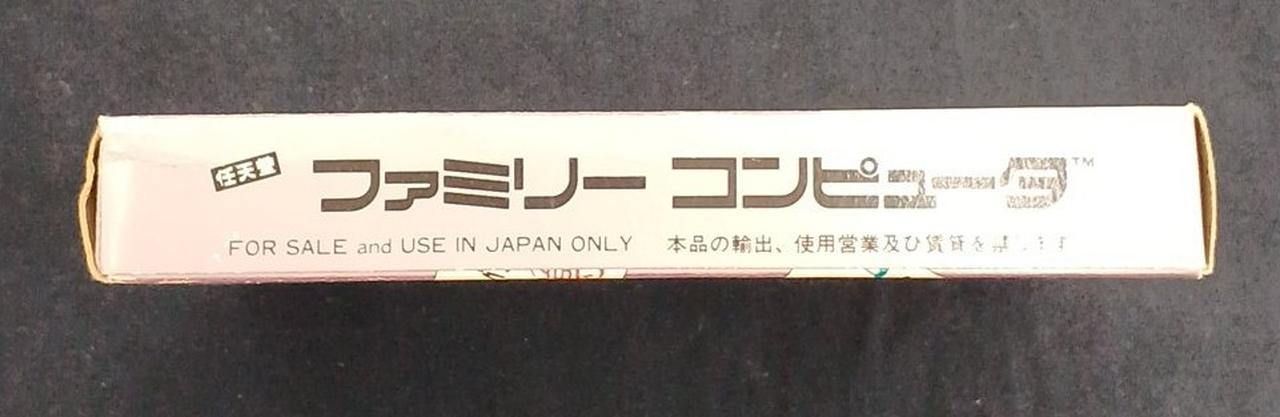 任天堂
ファミリー コンピュータ™
FOR SALE and USE IN JAPAN ONLY 本品の輸出、使用営業及び賃貸を禁じます